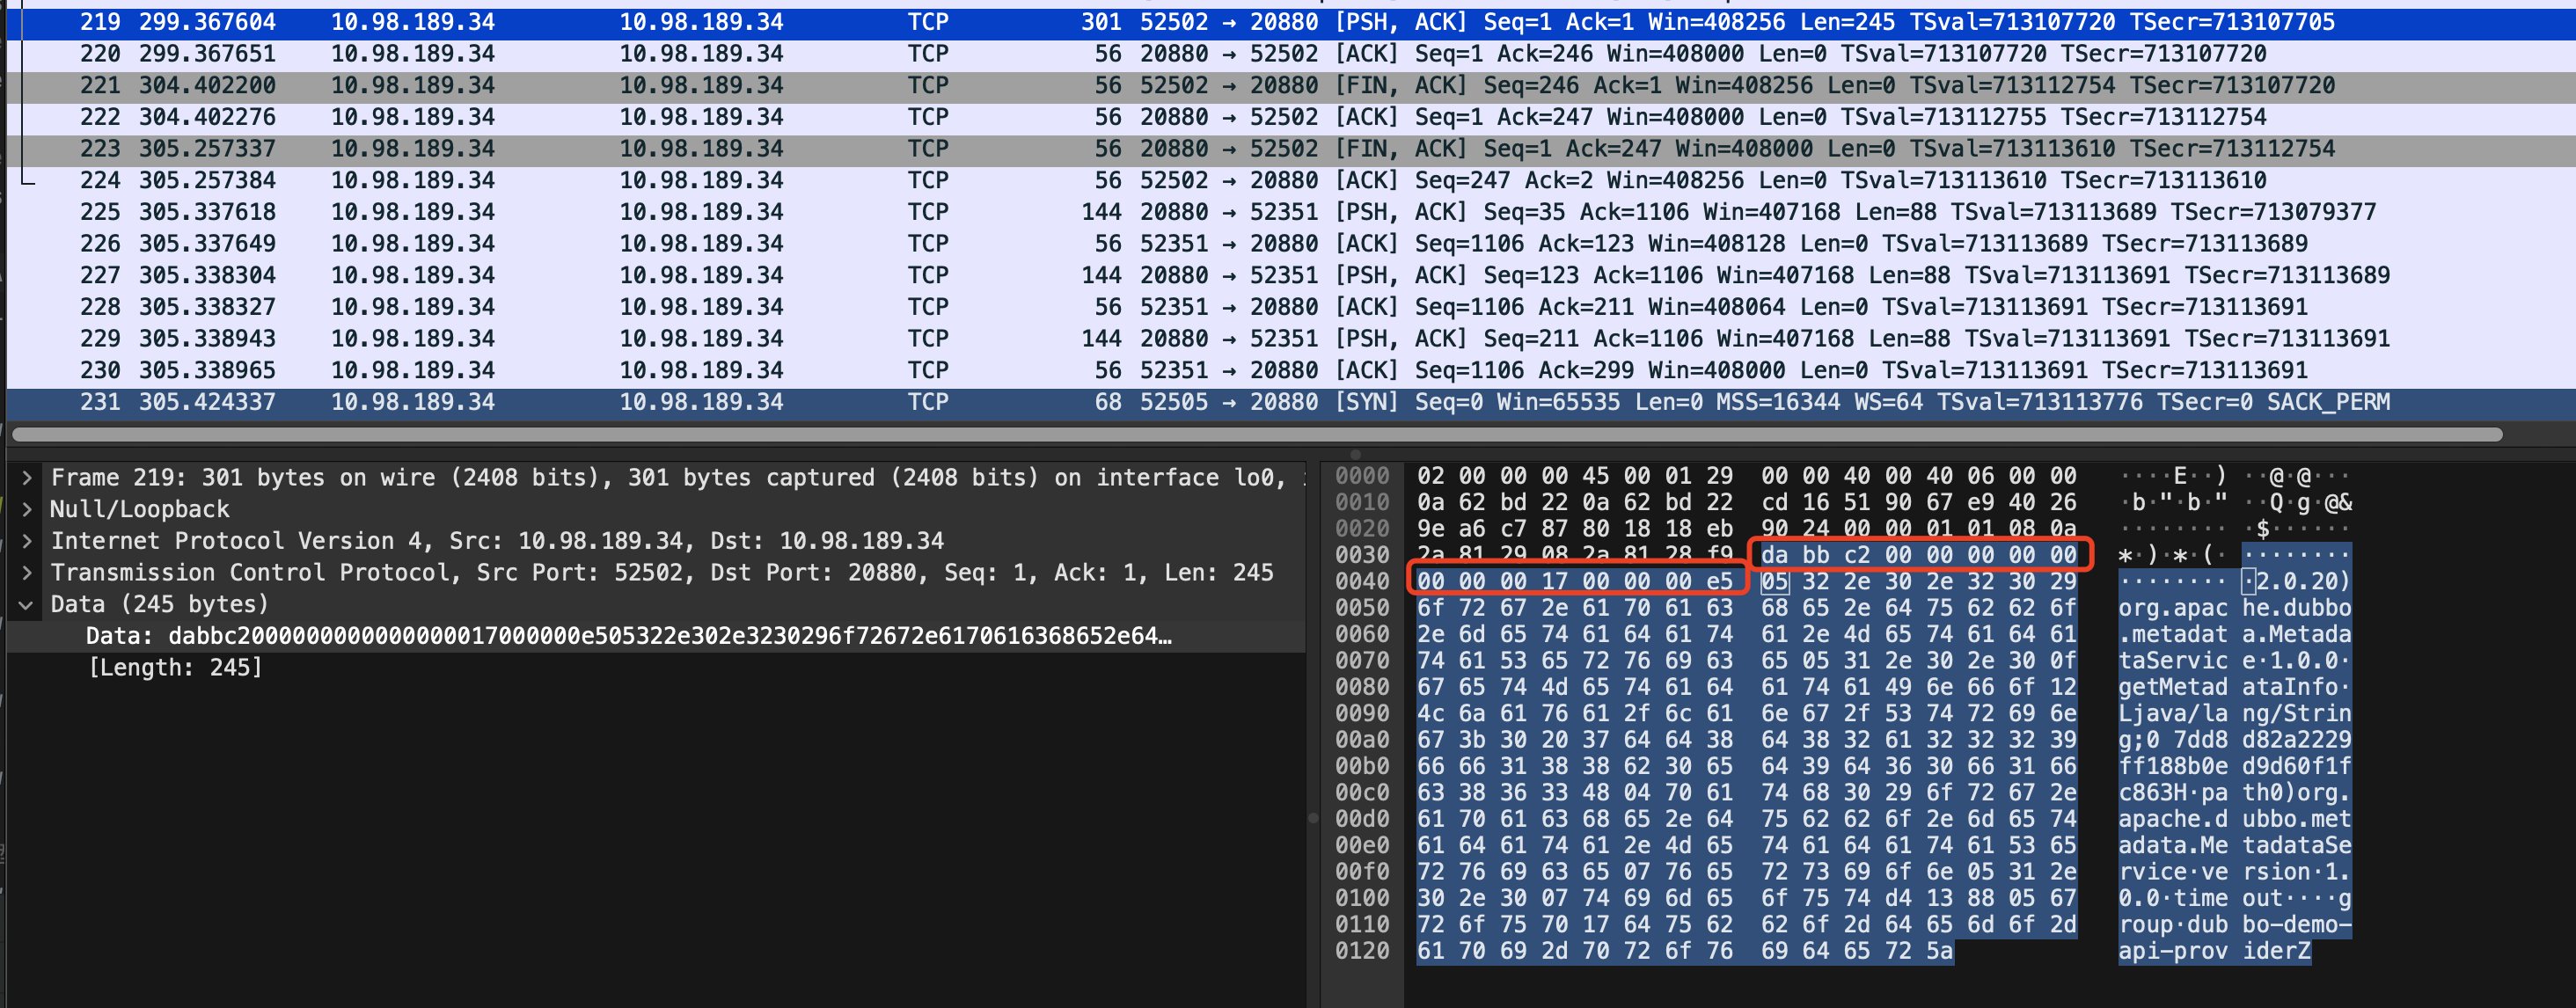 219 299.367604 10.98.189.34 10.98.189.34 TCP 301 52502 → 20880 [PSH, ACK] Seq=1 Ack=1 Win=408256 Len=245 TSval=713107720 TSecr=713107705
220 299.367651 10.98.189.34 10.98.189.34 TCP 56 20880 → 52502 [ACK] Seq=1 Ack=246 Win=408000 Len=0 TSval=713107720 TSecr=713107720
221 304.402200 10.98.189.34 10.98.189.34 TCP 56 52502 → 20880 [FIN, ACK] Seq=246 Ack=1 Win=408256 Len=0 TSval=713112754 TSecr=713107720
222 304.402276 10.98.189.34 10.98.189.34 TCP 56 20880 → 52502 [ACK] Seq=1 Ack=247 Win=408000 Len=0 TSval=713112755 TSecr=713112754
223 305.257337 10.98.189.34 10.98.189.34 TCP 56 20880 → 52502 [FIN, ACK] Seq=1 Ack=247 Win=408000 Len=0 TSval=713113610 TSecr=713112754
224 305.257384 10.98.189.34 10.98.189.34 TCP 56 52502 → 20880 [ACK] Seq=247 Ack=2 Win=408256 Len=0 TSval=713113610 TSecr=713113610
225 305.337618 10.98.189.34 10.98.189.34 TCP 144 20880 → 52351 [PSH, ACK] Seq=35 Ack=1106 Win=407168 Len=88 TSval=713113689 TSecr=713079377
226 305.337649 10.98.189.34 10.98.189.34 TCP 56 52351 → 20880 [ACK] Seq=1106 Ack=123 Win=408128 Len=0 TSval=713113689 TSecr=713113689
227 305.338304 10.98.189.34 10.98.189.34 TCP 144 20880 → 52351 [PSH, ACK] Seq=123 Ack=1106 Win=407168 Len=88 TSval=713113691 TSecr=713113689
228 305.338327 10.98.189.34 10.98.189.34 TCP 56 52351 → 20880 [ACK] Seq=1106 Ack=211 Win=408064 Len=0 TSval=713113691 TSecr=713113691
229 305.338943 10.98.189.34 10.98.189.34 TCP 144 20880 → 52351 [PSH, ACK] Seq=211 Ack=1106 Win=407168 Len=88 TSval=713113691 TSecr=713113691
230 305.338965 10.98.189.34 10.98.189.34 TCP 56 52351 → 20880 [ACK] Seq=1106 Ack=299 Win=408000 Len=0 TSval=713113691 TSecr=713113691
231 305.424337 10.98.189.34 10.98.189.34 TCP 68 52505 → 20880 [SYN] Seq=0 Win=65535 Len=0 MSS=16344 WS=64 TSval=713113776 TSecr=0 SACK_PERM
Frame 219: 301 bytes on wire (2408 bits), 301 bytes captured (2408 bits) on interface lo0,
Null/Loopback
Internet Protocol Version 4, Src: 10.98.189.34, Dst: 10.98.189.34
Transmission Control Protocol, Src Port: 52502, Dst Port: 20880, Seq: 1, Ack: 1, Len: 245
Data (245 bytes)
Data: dabbc2000000000000000017000000e505322e302e3230296f72672e6170616368652e64…
[Length: 245]
0000 02 00 00 00 45 00 01 29 00 00 40 00 40 06 00 00 ····E··) ··@·@···
0010 0a 62 bd 22 0a 62 bd 22 cd 16 51 90 67 e9 40 26 ·b·"·b·" ··Q·g·@&
0020 9e a6 c7 87 80 18 18 eb 90 24 00 00 01 01 08 0a ········ ·$······
0030 2a 81 29 08 2a 81 28 f9 da bb c2 00 00 00 00 00 *·)·*·(· ········
0040 00 00 00 17 00 00 00 e5 05 32 2e 30 2e 32 30 29 ········ ·2.0.20)
0050 6f 72 67 2e 61 70 61 63 68 65 2e 64 75 62 62 6f org.apac he.dubbo
0060 2e 6d 65 74 61 64 61 74 61 2e 4d 65 74 61 64 61 .metadat a.Metada
0070 74 61 53 65 72 76 69 63 65 05 31 2e 30 2e 30 0f taServic e·1.0.0·
0080 67 65 74 4d 65 74 61 64 61 74 61 49 6e 66 6f 12 getMetad ataInfo·
0090 4c 6a 61 76 61 2f 6c 61 6e 67 2f 53 74 72 69 6e Ljava/la ng/Strin
00a0 67 3b 30 20 37 64 64 38 64 38 32 61 32 32 32 39 g;0 7dd8 d82a2229
00b0 66 66 31 38 38 62 30 65 64 39 64 36 30 66 31 66 ff188b0e d9d60f1f
00c0 63 38 36 33 48 04 70 61 74 68 30 29 6f 72 67 2e c863H·pa th0)org.
00d0 61 70 61 63 68 65 2e 64 75 62 62 6f 2e 6d 65 74 apache.d ubbo.met
00e0 61 64 61 74 61 2e 4d 65 74 61 64 61 74 61 53 65 adata.Me tadataSe
00f0 72 76 69 63 65 07 76 65 72 73 69 6f 6e 05 31 2e rvice·ve rsion·1.
0100 30 2e 30 07 74 69 6d 65 6f 75 74 d4 13 88 05 67 0.0·time out····g
0110 72 6f 75 70 17 64 75 62 62 6f 2d 64 65 6d 6f 2d roup·dub bo-demo-
0120 61 70 69 2d 70 72 6f 76 69 64 65 72 5a api-prov iderZ